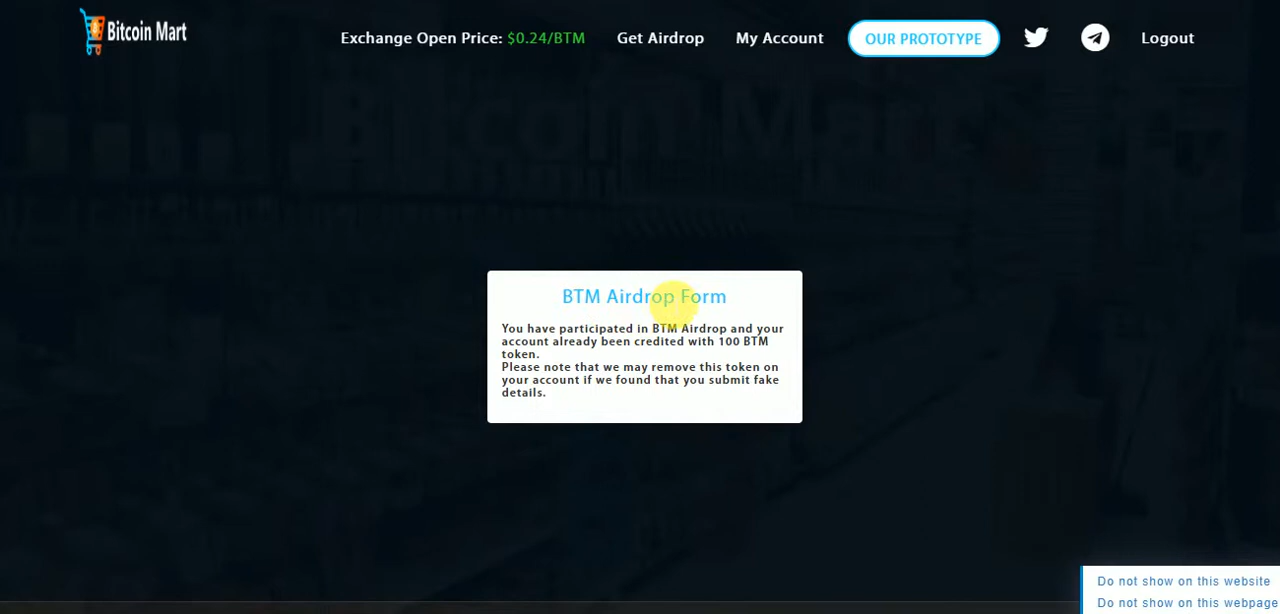 Bitcoin Mart
Exchange Open Price: $0.24/BTM
Get Airdrop
My Account
OUR PROTOTYPE
Logout
Bitcoin Mart
BTM Airdrop Form
You have participated in BTM Airdrop and your
account already been credited with 100 BTM
token.
Please note that we may remove this token on
your account if we found that you submit fake
details.
Do not show on this website
Do not show on this webpage